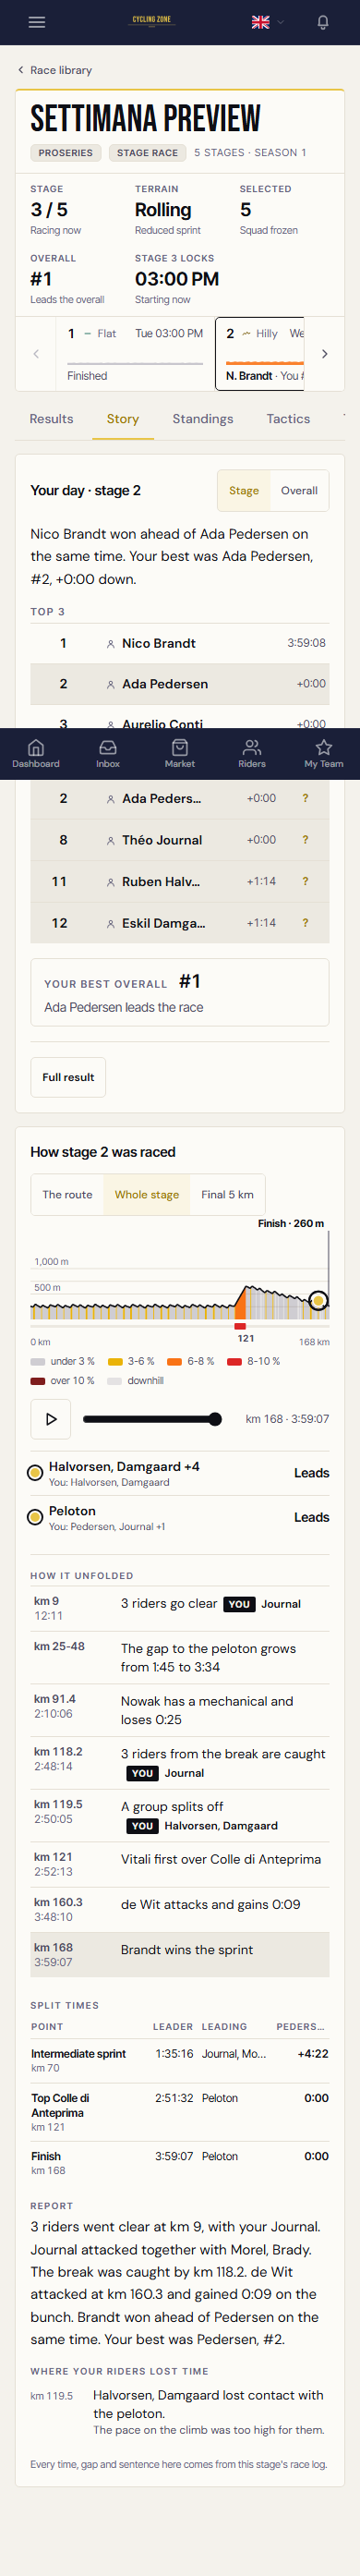 CYCLING ZONE
Race library
SETTIMANA PREVIEW
PROSERIES STAGE RACE 5 STAGES · SEASON 1
STAGE TERRAIN SELECTED
3 / 5 Rolling 5
Racing now Reduced sprint Squad frozen
OVERALL STAGE 3 LOCKS
#1 03:00 PM
Leads the overall Starting now
1 Flat Tue 03:00 PM 2 Hilly We
Finished N. Brandt · You #
Results Story Standings Tactics
Your day · stage 2 Stage Overall
Nico Brandt won ahead of Ada Pedersen on
the same time. Your best was Ada Pedersen,
#2, +0:00 down.
TOP 3
1 Nico Brandt 3:59:08
2 Ada Pedersen +0:00
3 Aurelio Conti +0:00
Dashboard Inbox Market Riders My Team
2 Ada Peders... +0:00 ?
8 Théo Journal +0:00 ?
11 Ruben Halv... +1:14 ?
12 Eskil Damga... +1:14 ?
YOUR BEST OVERALL #1
Ada Pedersen leads the race
Full result
How stage 2 was raced
The route Whole stage Final 5 km
Finish · 260 m
1,000 m
500 m
0 km 121 168 km
under 3 % 3-6 % 6-8 % 8-10 %
over 10 % downhill
km 168 · 3:59:07
Halvorsen, Damgaard +4 Leads
You: Halvorsen, Damgaard
Peloton Leads
You: Pedersen, Journal +1
HOW IT UNFOLDED
km 9 3 riders go clear YOU Journal
12:11
km 25-48 The gap to the peloton grows
from 1:45 to 3:34
km 91.4 Nowak has a mechanical and
2:10:06 loses 0:25
km 118.2 3 riders from the break are caught
2:48:14 YOU Journal
km 119.5 A group splits off
2:50:05 YOU Halvorsen, Damgaard
km 121 Vitali first over Colle di Anteprima
2:52:13
km 160.3 de Wit attacks and gains 0:09
3:48:10
km 168 Brandt wins the sprint
3:59:07
SPLIT TIMES
POINT LEADER LEADING PEDERS...
Intermediate sprint 1:35:16 Journal, Mo... +4:22
km 70
Top Colle di 2:51:32 Peloton 0:00
Anteprima
km 121
Finish 3:59:07 Peloton 0:00
km 168
REPORT
3 riders went clear at km 9, with your Journal.
Journal attacked together with Morel, Brady.
The break was caught by km 118.2. de Wit
attacked at km 160.3 and gained 0:09 on the
bunch. Brandt won ahead of Pedersen on the
same time. Your best was Pedersen, #2.
WHERE YOUR RIDERS LOST TIME
km 119.5 Halvorsen, Damgaard lost contact with
the peloton.
The pace on the climb was too high for them.
Every time, gap and sentence here comes from this stage's race log.